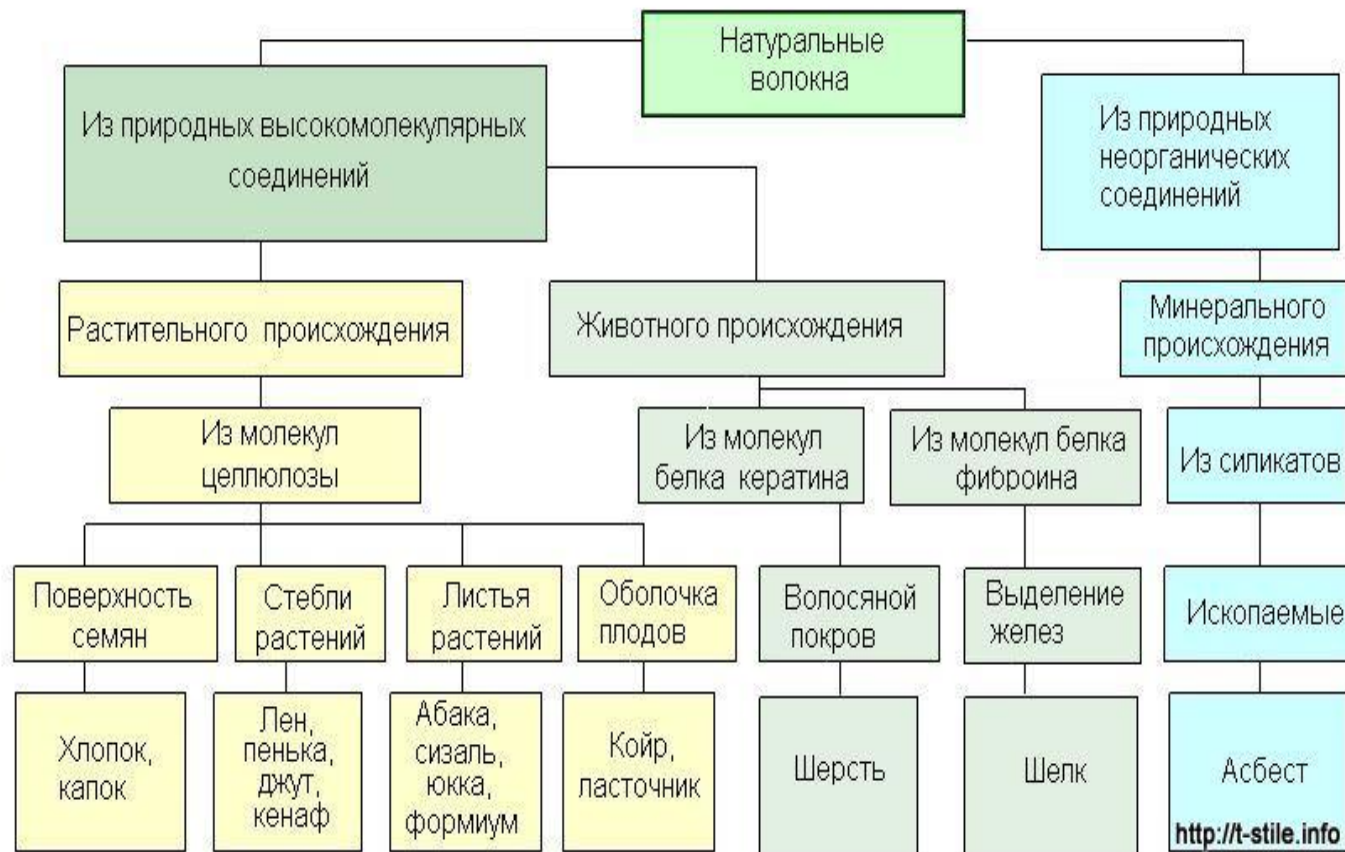 Натуральные
волокна
Из природных высокомолекулярных
соединений
Из природных
неорганических
соединений
Растительного происхождения
Животного происхождения
Минерального
происхождения
Из молекул
целлюлозы
Из молекул
белка кератина
Из молекул белка
фиброина
Из силикатов
Поверхность
семян
Стебли
растений
Листья
растений
Оболочка
плодов
Волосяной
покров
Выделение
желез
Ископаемые
Хлопок,
капок
Лен,
пенька,
джут,
кенаф
Абака,
сизаль,
юкка,
формиум
Койр,
ласточник
Шерсть
Шелк
Асбест
http://t-stile.info